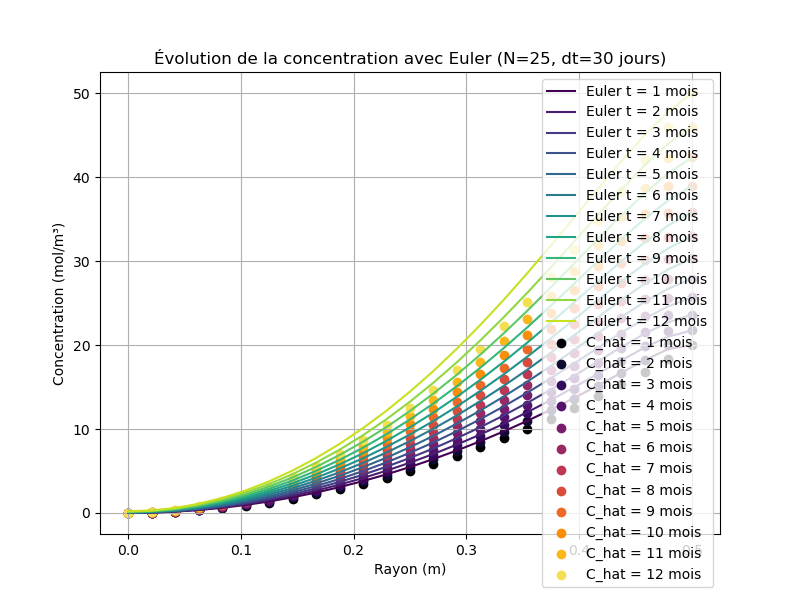 Évolution de la concentration avec Euler (N=25, dt=30 jours)
50
40
30
20
10
0
Concentration (mol/m³)
0.0
0.1
0.2
0.3
0.4
0.5
Rayon (m)
Euler t = 1 mois
Euler t = 2 mois
Euler t = 3 mois
Euler t = 4 mois
Euler t = 5 mois
Euler t = 6 mois
Euler t = 7 mois
Euler t = 8 mois
Euler t = 9 mois
Euler t = 10 mois
Euler t = 11 mois
Euler t = 12 mois
C_hat = 1 mois
C_hat = 2 mois
C_hat = 3 mois
C_hat = 4 mois
C_hat = 5 mois
C_hat = 6 mois
C_hat = 7 mois
C_hat = 8 mois
C_hat = 9 mois
C_hat = 10 mois
C_hat = 11 mois
C_hat = 12 mois